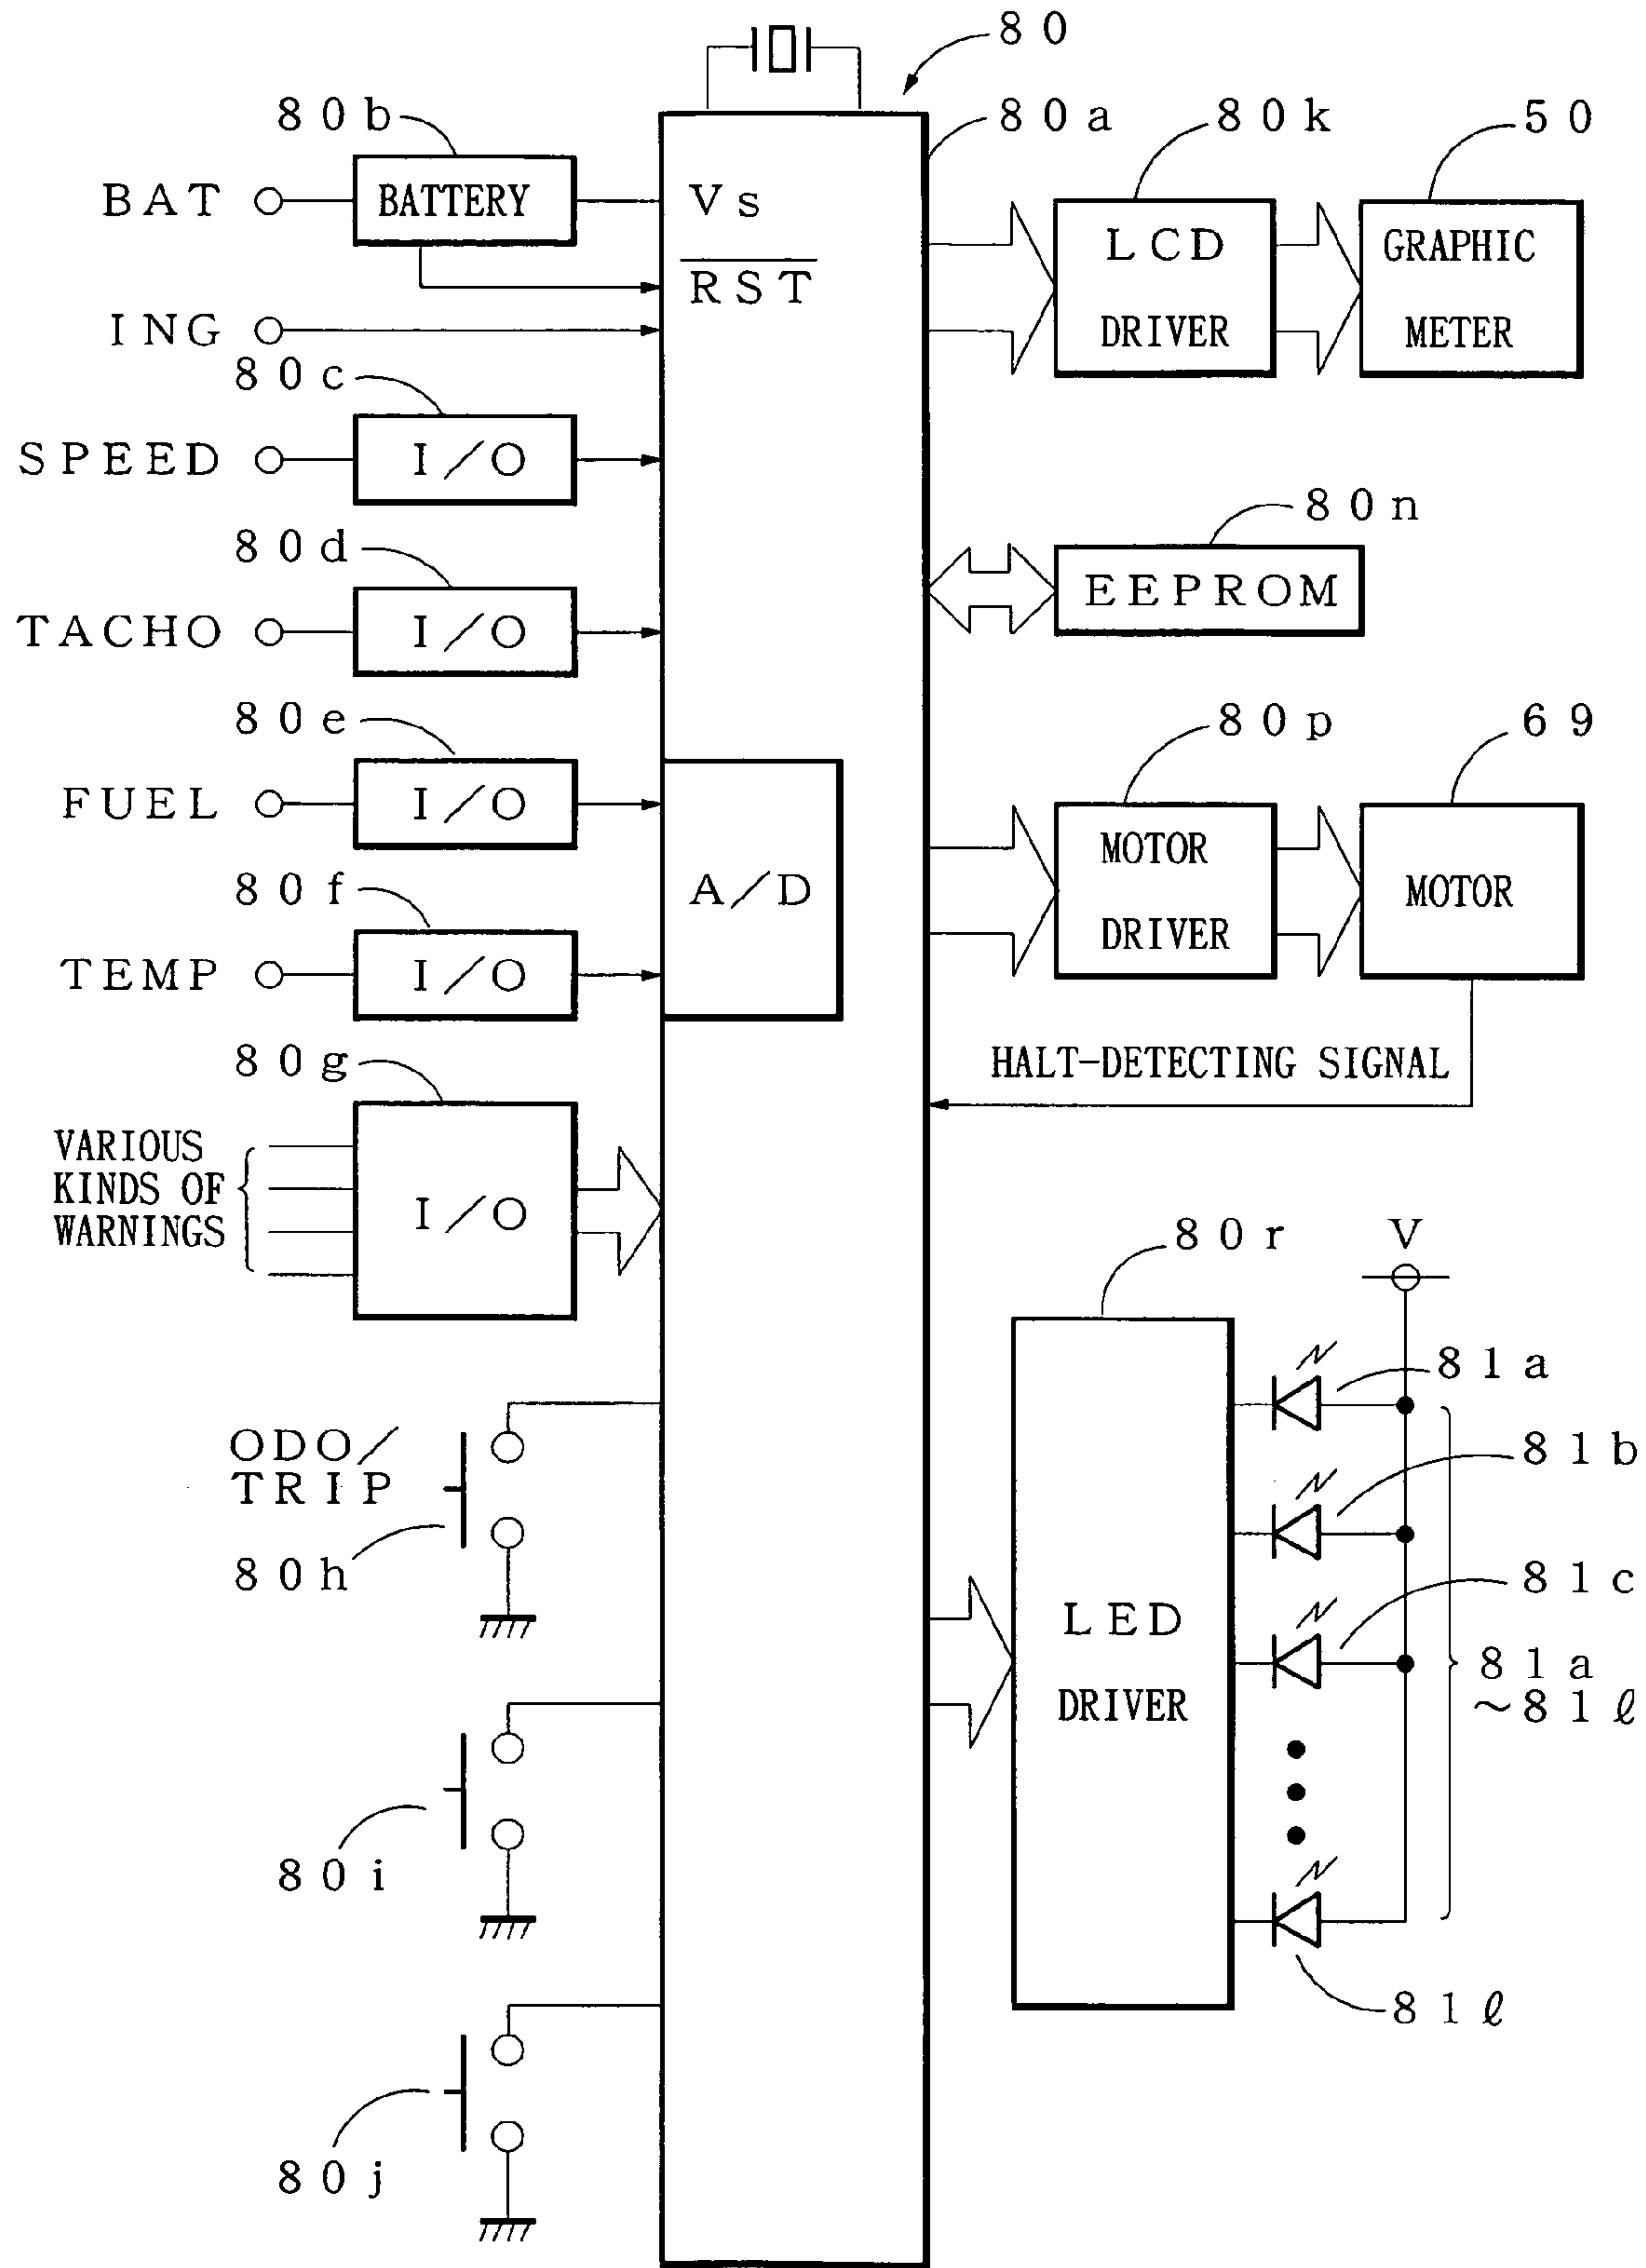 80
80b
80a
80k
50
BAT
BATTERY
Vs
LCD
DRIVER
GRAPHIC
METER
RST
ING
80c
SPEED
I/O
80n
EEPROM
80d
TACHO
I/O
80e
FUEL
I/O
80p
69
MOTOR
DRIVER
MOTOR
A/D
80f
TEMP
I/O
HALT-DETECTING SIGNAL
80g
VARIOUS
KINDS OF
WARNINGS
I/O
80r
V
81a
ODO/
TRIP
81b
80h
81c
LED
DRIVER
81a
~81ℓ
80i
81ℓ
80j